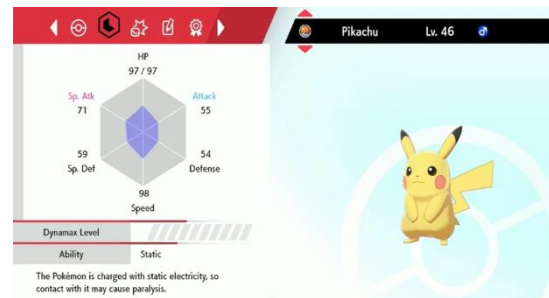 Pikachu Lv. 46
HP
97 / 97
Sp. Atk
71
Attack
55
59
Sp. Def
54
Defense
98
Speed
Dynamax Level
Ability Static
The Pokémon is charged with static electricity, so
contact with it may cause paralysis.